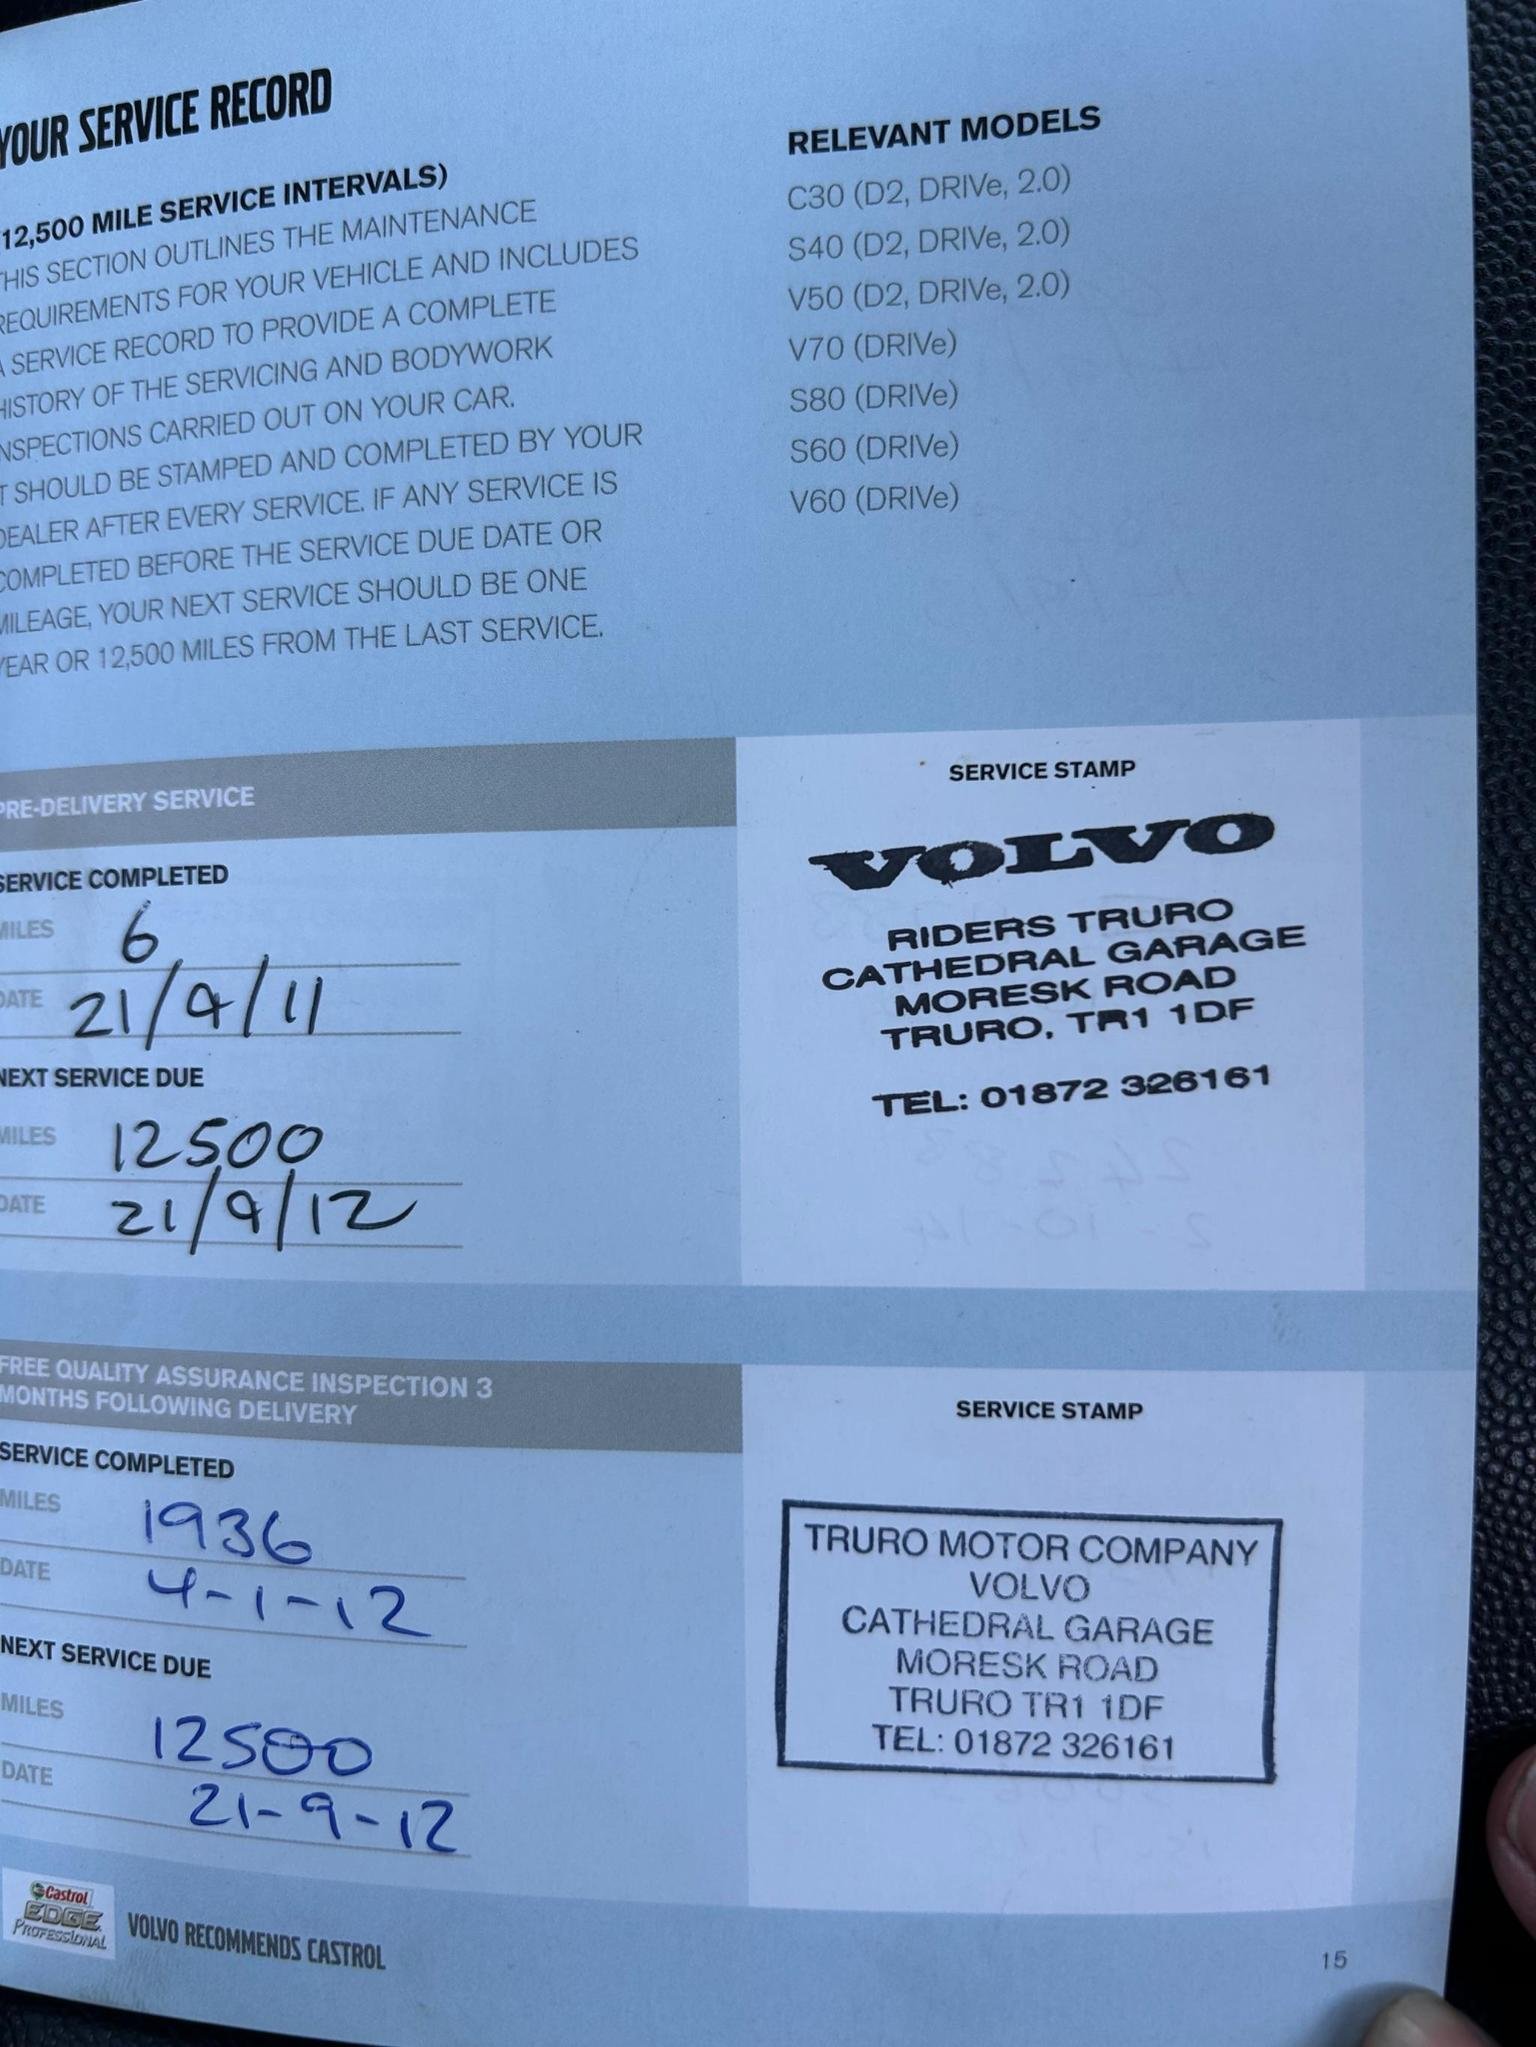 YOUR SERVICE RECORD
12,500 MILE SERVICE INTERVALS)
THIS SECTION OUTLINES THE MAINTENANCE
REQUIREMENTS FOR YOUR VEHICLE AND INCLUDES
A SERVICE RECORD TO PROVIDE A COMPLETE
HISTORY OF THE SERVICING AND BODYWORK
INSPECTIONS CARRIED OUT ON YOUR CAR.
IT SHOULD BE STAMPED AND COMPLETED BY YOUR
DEALER AFTER EVERY SERVICE. IF ANY SERVICE IS
COMPLETED BEFORE THE SERVICE DUE DATE OR
MILEAGE, YOUR NEXT SERVICE SHOULD BE ONE
YEAR OR 12,500 MILES FROM THE LAST SERVICE.
RELEVANT MODELS
C30 (D2, DRIVe, 2.0)
S40 (D2, DRIVe, 2.0)
V50 (D2, DRIVe, 2.0)
V70 (DRIVe)
S80 (DRIVe)
S60 (DRIVe)
V60 (DRIVe)
PRE-DELIVERY SERVICE
SERVICE COMPLETED
MILES 6
DATE 21/9/11
NEXT SERVICE DUE
MILES 12500
DATE 21/9/12
SERVICE STAMP
VOLVO
RIDERS TRURO
CATHEDRAL GARAGE
MORESK ROAD
TRURO, TR1 1DF
TEL: 01872 326161
FREE QUALITY ASSURANCE INSPECTION 3
MONTHS FOLLOWING DELIVERY
SERVICE COMPLETED
MILES 1936
DATE 4-1-12
NEXT SERVICE DUE
MILES 12500
DATE 21-9-12
SERVICE STAMP
TRURO MOTOR COMPANY
VOLVO
CATHEDRAL GARAGE
MORESK ROAD
TRURO TR1 1DF
TEL: 01872 326161
Castrol
EDGE
PROFESSIONAL
VOLVO RECOMMENDS CASTROL
15